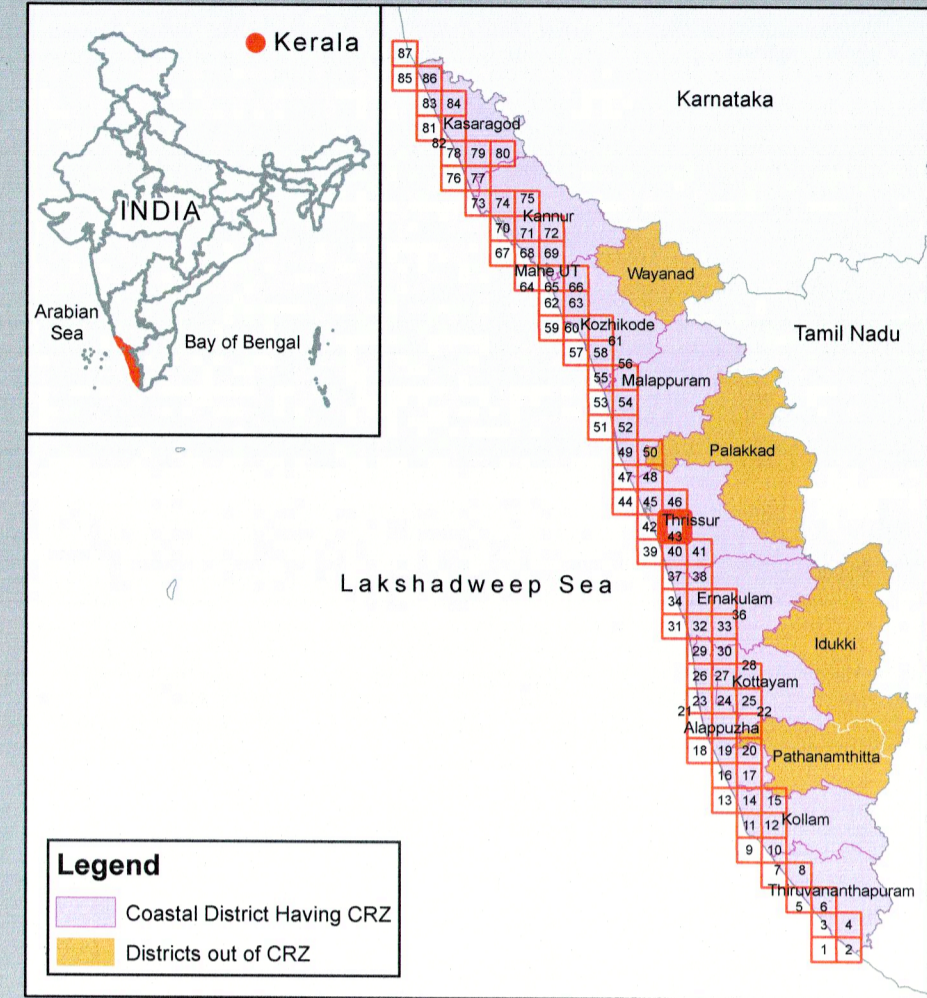 Kerala
INDIA
Arabian
Sea
Bay of Bengal
Karnataka
Tamil Nadu
Lakshadweep Sea
87
85 86
83 84
81 Kasaragod
82
78 79 80
76 77
73 74 75
Kannur
70 71 72
67 68 69
Mahe UT
64 65 66
62 63
Wayanad
59 60 Kozhikode
61
57 58
56
55 Malappuram
53 54
51 52
49 50 Palakkad
47 48
44 45 46
42 Thrissur
43
39 40 41
37 38
34 Ernakulam
36
31 32 33
Idukki
29 30
28
26 27 Kottayam
23 24 25
21 22
Alappuzha
18 19 20
Pathanamthitta
16 17
13 14 15
11 12 Kollam
9 10
7 8
Thiruvananthapuram
5 6
3 4
1 2
Legend
Coastal District Having CRZ
Districts out of CRZ